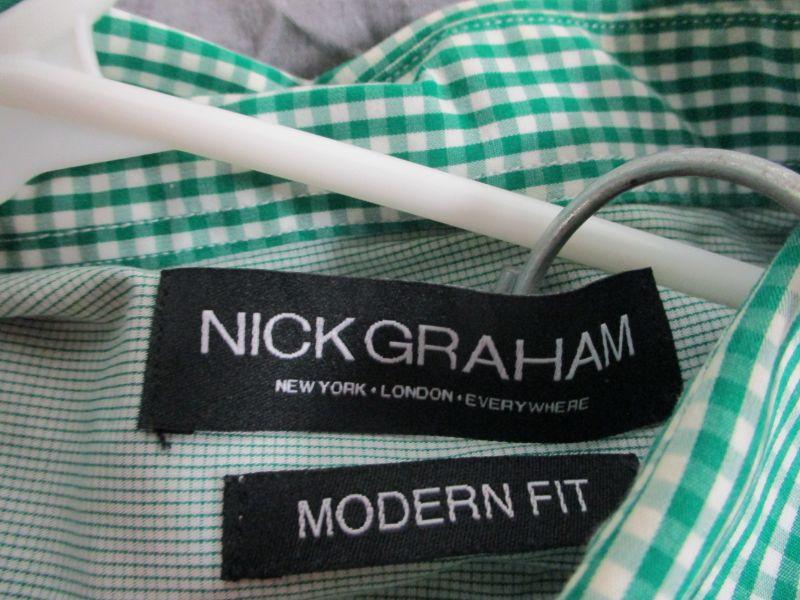 NICK GRAHAM
NEW YORK • LONDON • EVERYWHERE
MODERN FIT